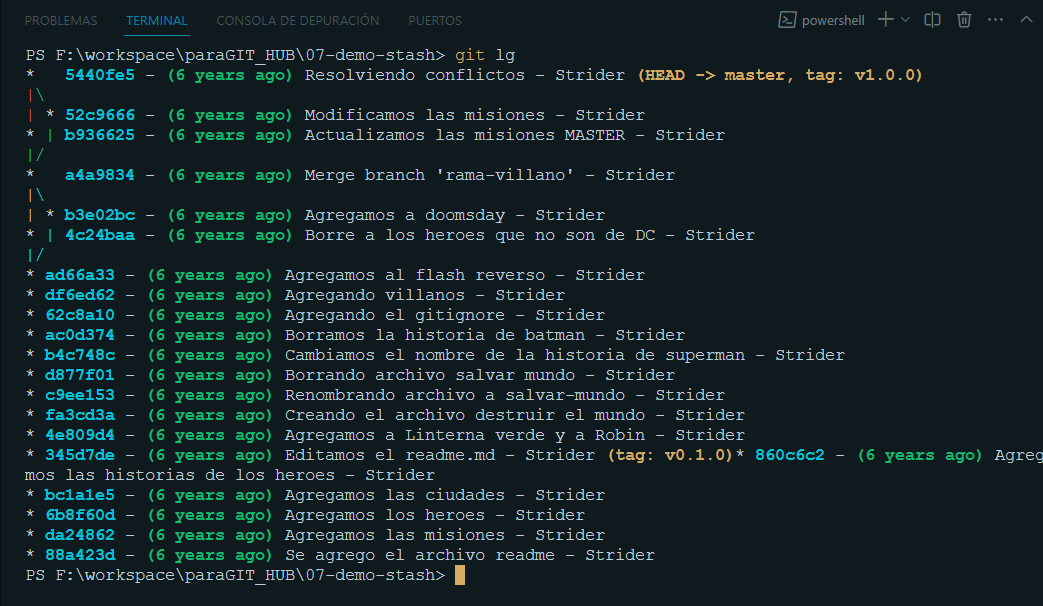 PROBLEMAS TERMINAL CONSOLA DE DEPURACIÓN PUERTOS powershell
PS F:\workspace\paraGIT_HUB\07-demo-stash> git lg
*   5440fe5 - (6 years ago) Resolviendo conflictos - Strider (HEAD -> master, tag: v1.0.0)
|\
| * 52c9666 - (6 years ago) Modificamos las misiones - Strider
* | b936625 - (6 years ago) Actualizamos las misiones MASTER - Strider
|/
*   a4a9834 - (6 years ago) Merge branch 'rama-villano' - Strider
|\
| * b3e02bc - (6 years ago) Agregamos a doomsday - Strider
* | 4c24baa - (6 years ago) Borre a los heroes que no son de DC - Strider
|/
* ad66a33 - (6 years ago) Agregamos al flash reverso - Strider
* df6ed62 - (6 years ago) Agregando villanos - Strider
* 62c8a10 - (6 years ago) Agregando el gitignore - Strider
* ac0d374 - (6 years ago) Borramos la historia de batman - Strider
* b4c748c - (6 years ago) Cambiamos el nombre de la historia de superman - Strider
* d877f01 - (6 years ago) Borrando archivo salvar mundo - Strider
* c9ee153 - (6 years ago) Renombrando archivo a salvar-mundo - Strider
* fa3cd3a - (6 years ago) Creando el archivo destruir el mundo - Strider
* 4e809d4 - (6 years ago) Agregamos a Linterna verde y a Robin - Strider
* 345d7de - (6 years ago) Editamos el readme.md - Strider (tag: v0.1.0)* 860c6c2 - (6 years ago) Agreg
mos las historias de los heroes - Strider
* bc1a1e5 - (6 years ago) Agregamos las ciudades - Strider
* 6b8f60d - (6 years ago) Agregamos los heroes - Strider
* da24862 - (6 years ago) Agregamos las misiones - Strider
* 88a423d - (6 years ago) Se agrego el archivo readme - Strider
PS F:\workspace\paraGIT_HUB\07-demo-stash>